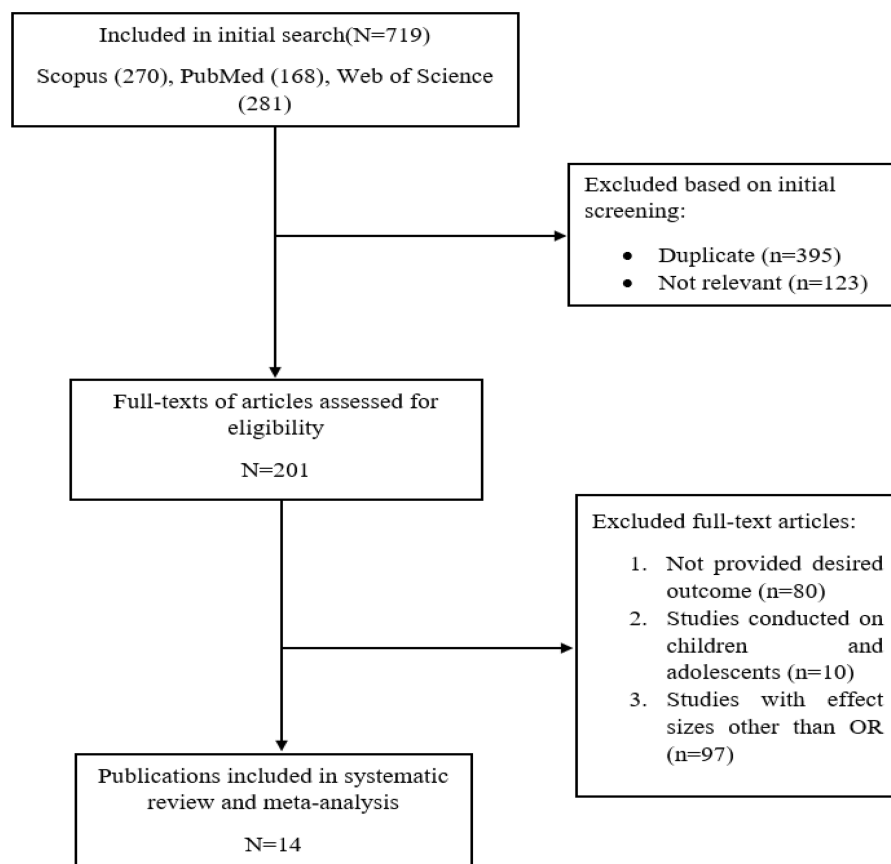 Included in initial search(N=719)
Scopus (270), PubMed (168), Web of Science
(281)
Excluded based on initial
screening:
• Duplicate (n=395)
• Not relevant (n=123)
Full-texts of articles assessed for
eligibility
N=201
Excluded full-text articles:
1. Not provided desired
outcome (n=80)
2. Studies conducted on
children and
adolescents (n=10)
3. Studies with effect
sizes other than OR
(n=97)
Publications included in systematic
review and meta-analysis
N=14